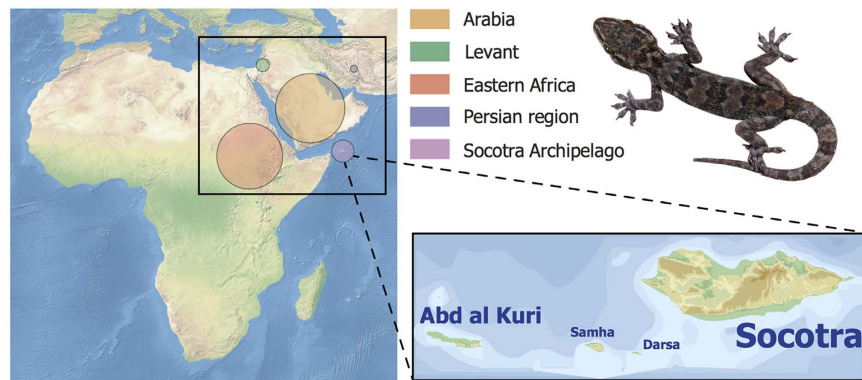 Arabia
Levant
Eastern Africa
Persian region
Socotra Archipelago
Abd al Kuri
Samha
Darsa
Socotra